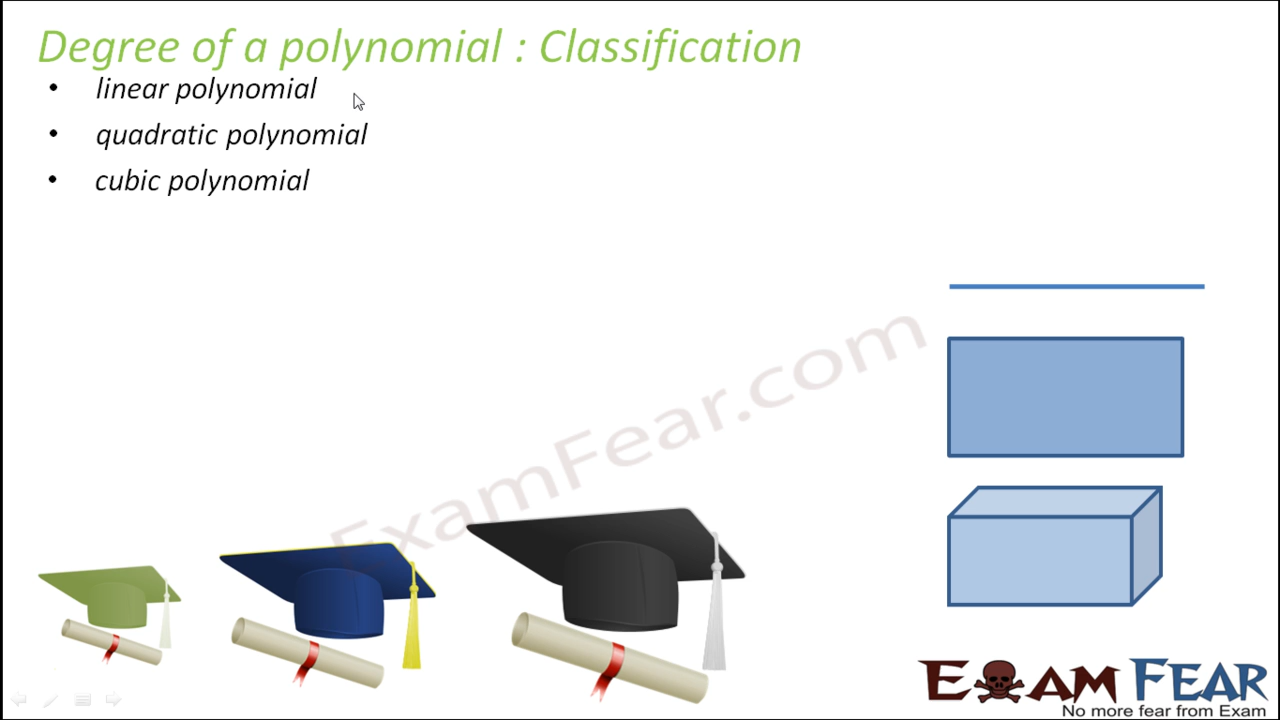 Degree of a polynomial : Classification
• linear polynomial
• quadratic polynomial
• cubic polynomial
ExamFear.com
EXAM FEAR
No more fear from Exam